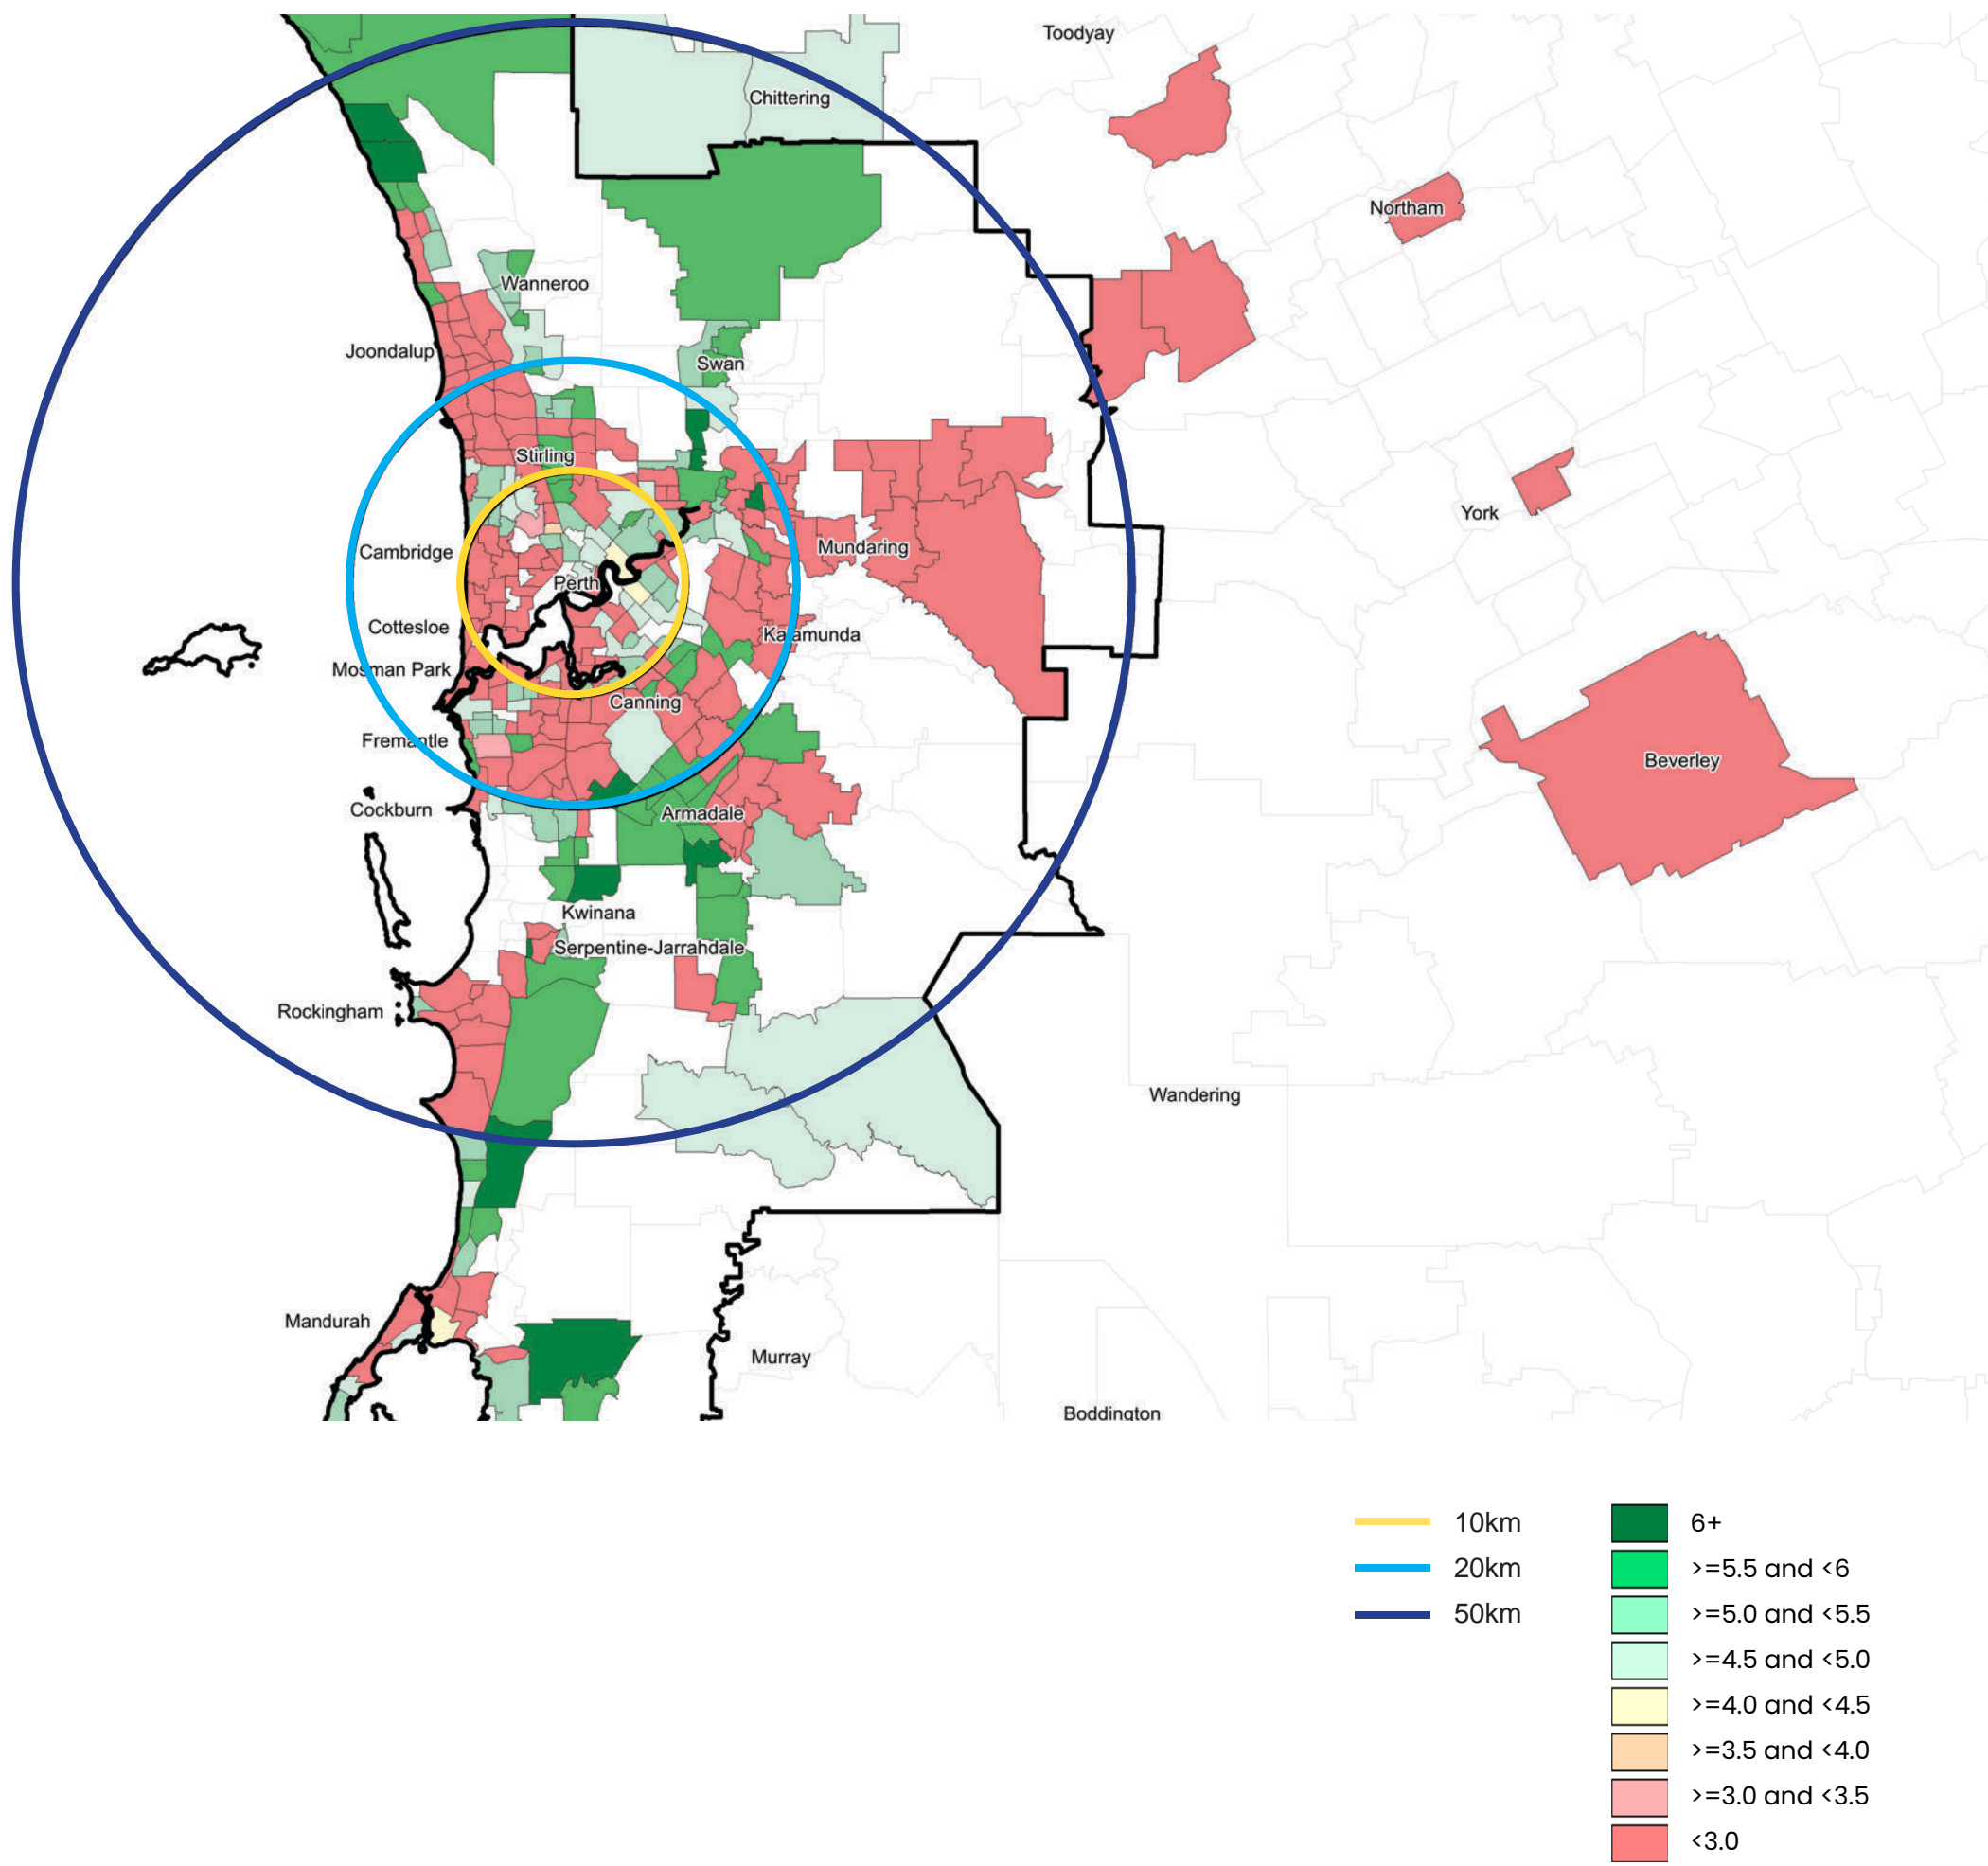 Toodyay
Chittering
Northam
Wanneroo
Joondalup
Swan
Stirling
York
Cambridge
Mundaring
Perth
Cottesloe
Kalamunda
Mosman Park
Canning
Fremantle
Beverley
Cockburn
Armadale
Kwinana
Serpentine-Jarrahdale
Rockingham
Wandering
Mandurah
Murray
Boddington
10km
20km
50km
6+
>=5.5 and <6
>=5.0 and <5.5
>=4.5 and <5.0
>=4.0 and <4.5
>=3.5 and <4.0
>=3.0 and <3.5
<3.0